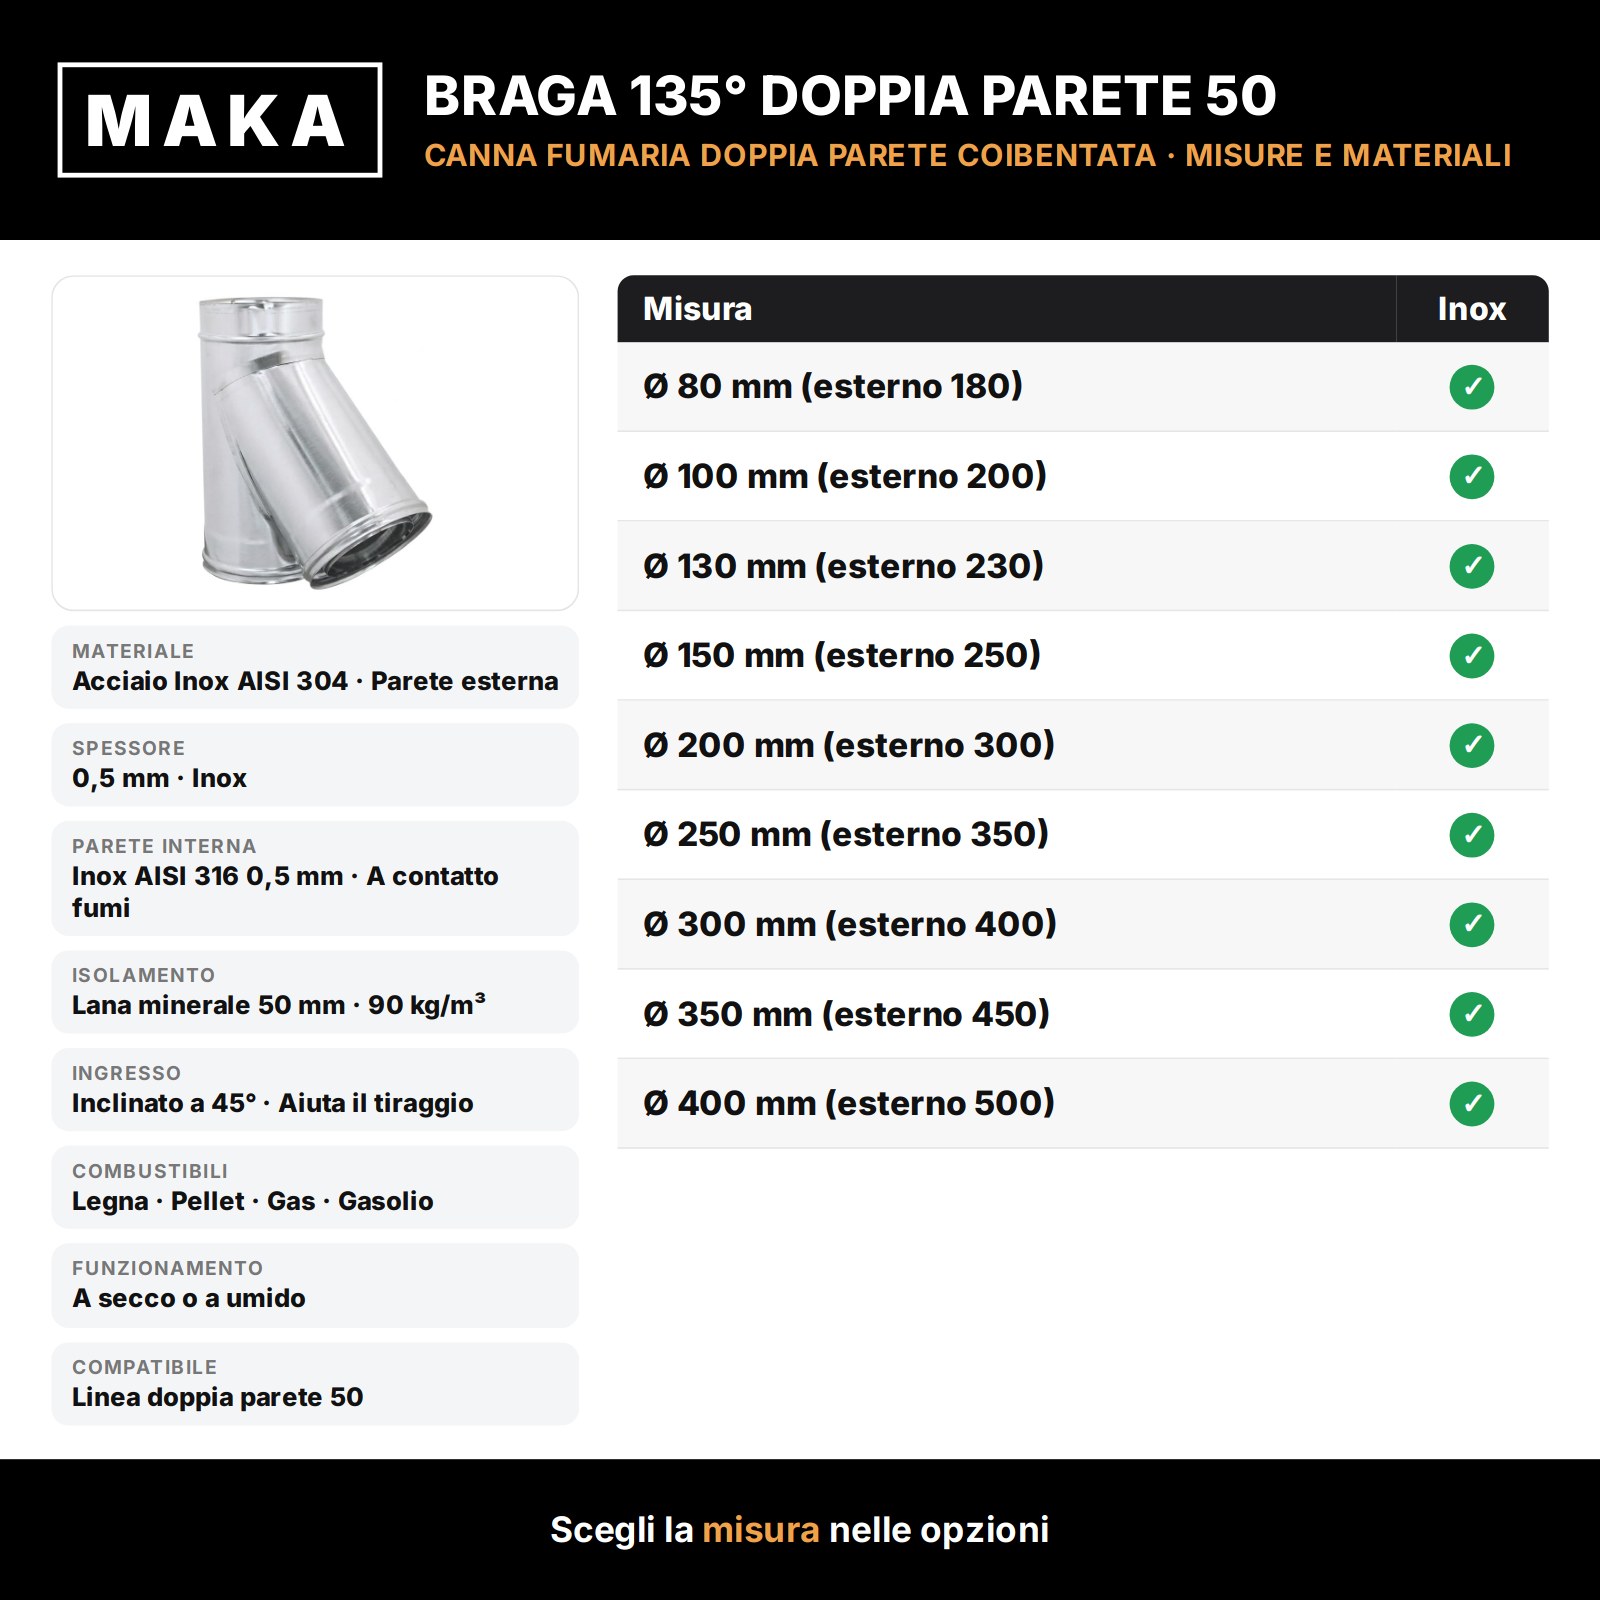 MAKA
BRAGA 135° DOPPIA PARETE 50
CANNA FUMARIA DOPPIA PARETE COIBENTATA · MISURE E MATERIALI
MATERIALE
Acciaio Inox AISI 304 · Parete esterna
SPESSORE
0,5 mm · Inox
PARETE INTERNA
Inox AISI 316 0,5 mm · A contatto
fumi
ISOLAMENTO
Lana minerale 50 mm · 90 kg/m³
INGRESSO
Inclinato a 45° · Aiuta il tiraggio
COMBUSTIBILI
Legna · Pellet · Gas · Gasolio
FUNZIONAMENTO
A secco o a umido
COMPATIBILE
Linea doppia parete 50
Misura Inox
Ø 80 mm (esterno 180) ✓
Ø 100 mm (esterno 200) ✓
Ø 130 mm (esterno 230) ✓
Ø 150 mm (esterno 250) ✓
Ø 200 mm (esterno 300) ✓
Ø 250 mm (esterno 350) ✓
Ø 300 mm (esterno 400) ✓
Ø 350 mm (esterno 450) ✓
Ø 400 mm (esterno 500) ✓
Scegli la misura nelle opzioni